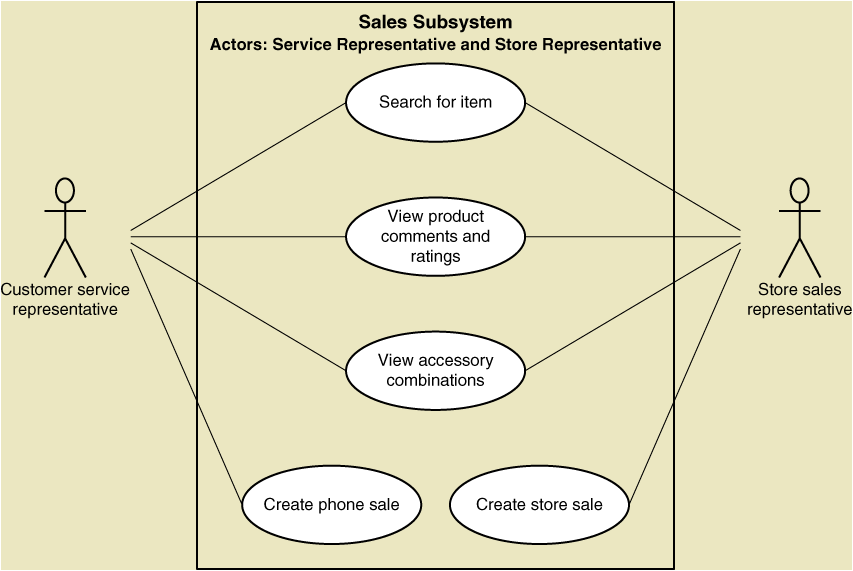 Sales Subsystem
Actors: Service Representative and Store Representative
Search for item
View product
comments and
ratings
Customer service
representative
Store sales
representative
View accessory
combinations
Create phone sale
Create store sale